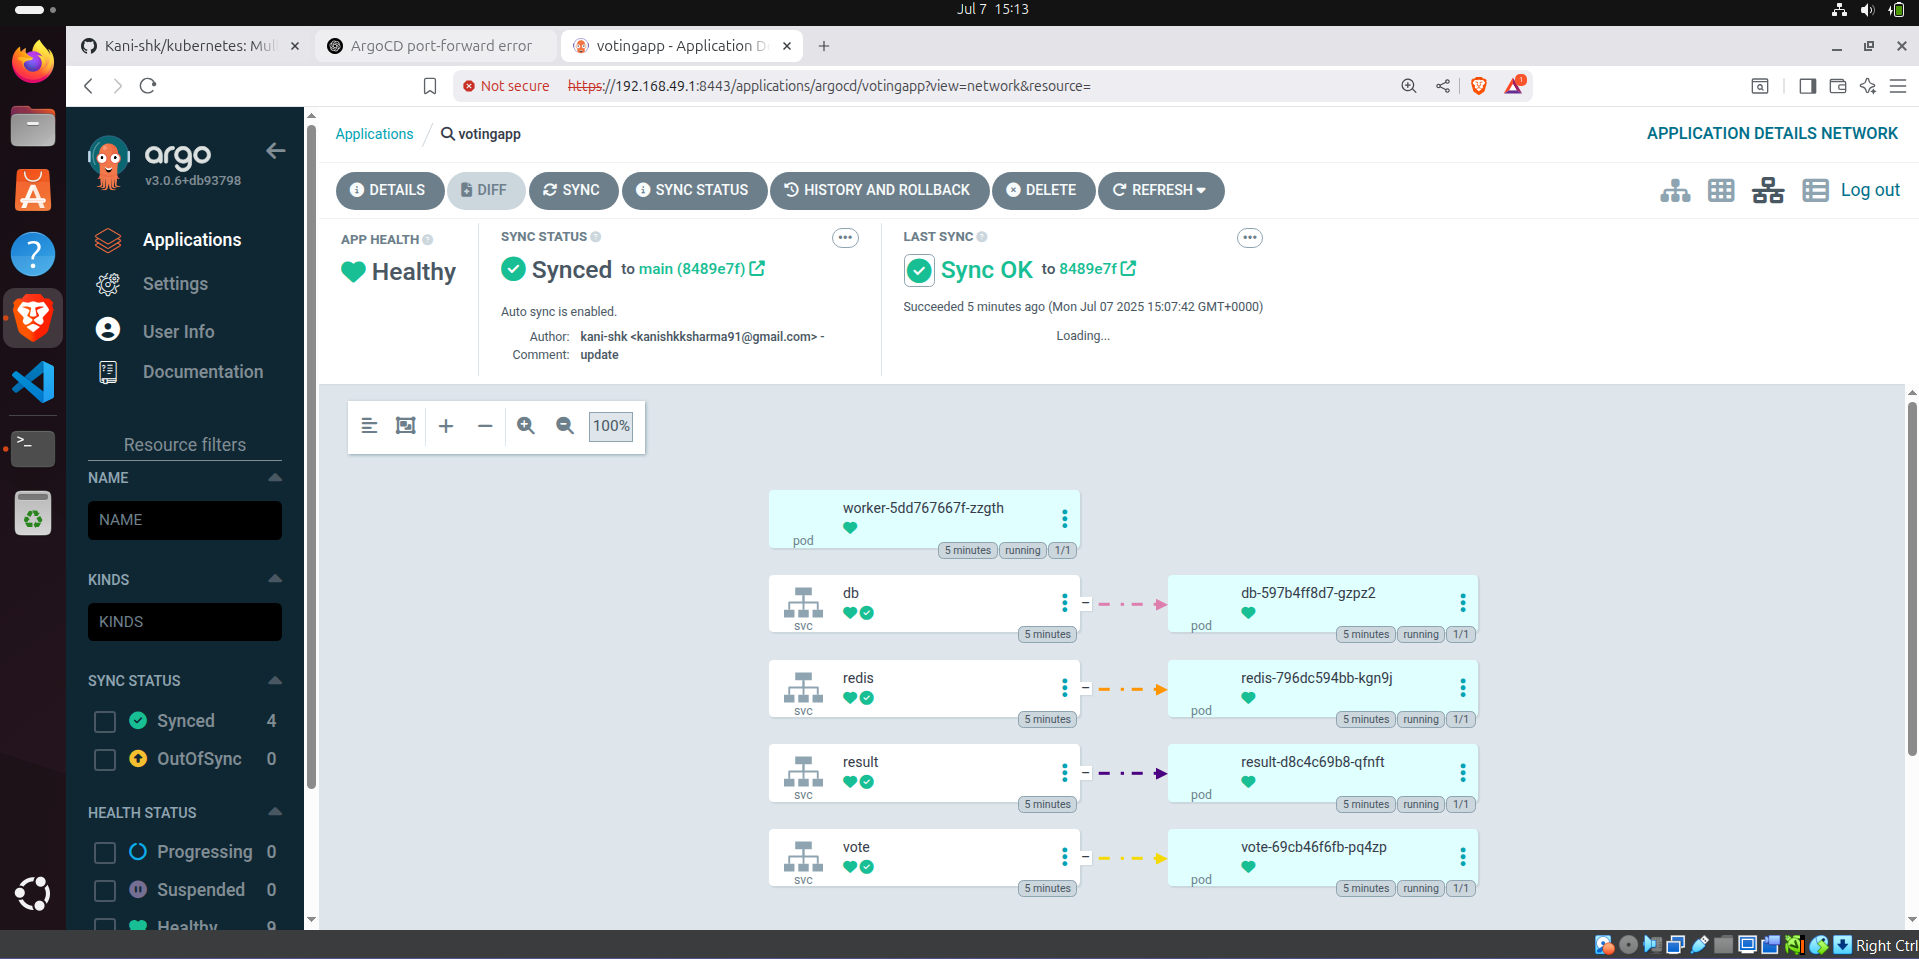 Jul 7 15:13
Kani-shk/kubernetes: Mul
ArgoCD port-forward error
votingapp - Application D
Not secure
https://192.168.49.1:8443/applications/argocd/votingapp?view=network&resource=
1
argo
v3.0.6+db93798
Applications
Settings
User Info
Documentation
Resource filters
NAME
NAME
KINDS
KINDS
SYNC STATUS
Synced 4
OutOfSync 0
HEALTH STATUS
Progressing 0
Suspended 0
Healthy 9
Applications / votingapp
APPLICATION DETAILS NETWORK
DETAILS
DIFF
SYNC
SYNC STATUS
HISTORY AND ROLLBACK
DELETE
REFRESH
Log out
APP HEALTH
Healthy
SYNC STATUS
Synced to main (8489e7f)
Auto sync is enabled.
Author: kani-shk <kanishkksharma91@gmail.com> -
Comment: update
LAST SYNC
Sync OK to 8489e7f
Succeeded 5 minutes ago (Mon Jul 07 2025 15:07:42 GMT+0000)
Loading...
100%
worker-5dd767667f-zzgth
pod
5 minutes running 1/1
db
svc
5 minutes
db-597b4ff8d7-gzpz2
pod
5 minutes running 1/1
redis
svc
5 minutes
redis-796dc594bb-kgn9j
pod
5 minutes running 1/1
result
svc
5 minutes
result-d8c4c69b8-qfnft
pod
5 minutes running 1/1
vote
svc
5 minutes
vote-69cb46f6fb-pq4zp
pod
5 minutes running 1/1
Right Ctrl